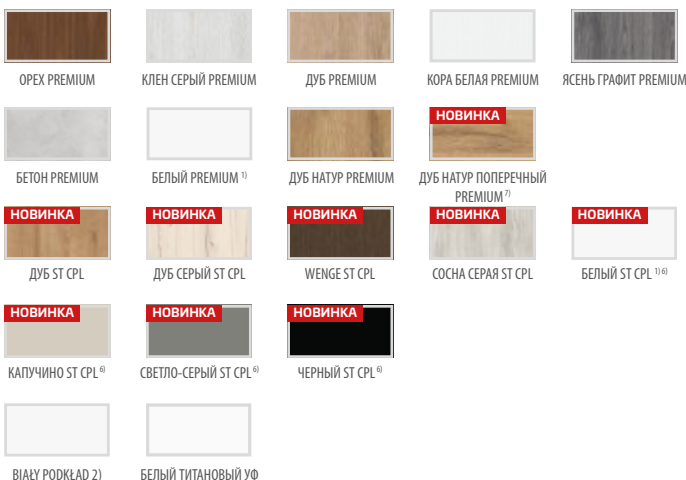 ОРЕХ PREMIUM
КЛЕН СЕРЫЙ PREMIUM
ДУБ PREMIUM
КОРА БЕЛАЯ PREMIUM
ЯСЕНЬ ГРАФИТ PREMIUM
НОВИНКА
БЕТОН PREMIUM
БЕЛЫЙ PREMIUM 1)
ДУБ НАТУР PREMIUM
ДУБ НАТУР ПОПЕРЕЧНЫЙ
PREMIUM 7)
НОВИНКА
НОВИНКА
НОВИНКА
НОВИНКА
НОВИНКА
ДУБ ST CPL
ДУБ СЕРЫЙ ST CPL
WENGE ST CPL
СОСНА СЕРАЯ ST CPL
БЕЛЫЙ ST CPL 1) 6)
НОВИНКА
НОВИНКА
НОВИНКА
КАПУЧИНО ST CPL 6)
СВЕТЛО-СЕРЫЙ ST CPL 6)
ЧЕРНЫЙ ST CPL 6)
BIAŁY PODKŁAD 2)
БЕЛЫЙ ТИТАНОВЫЙ УФ